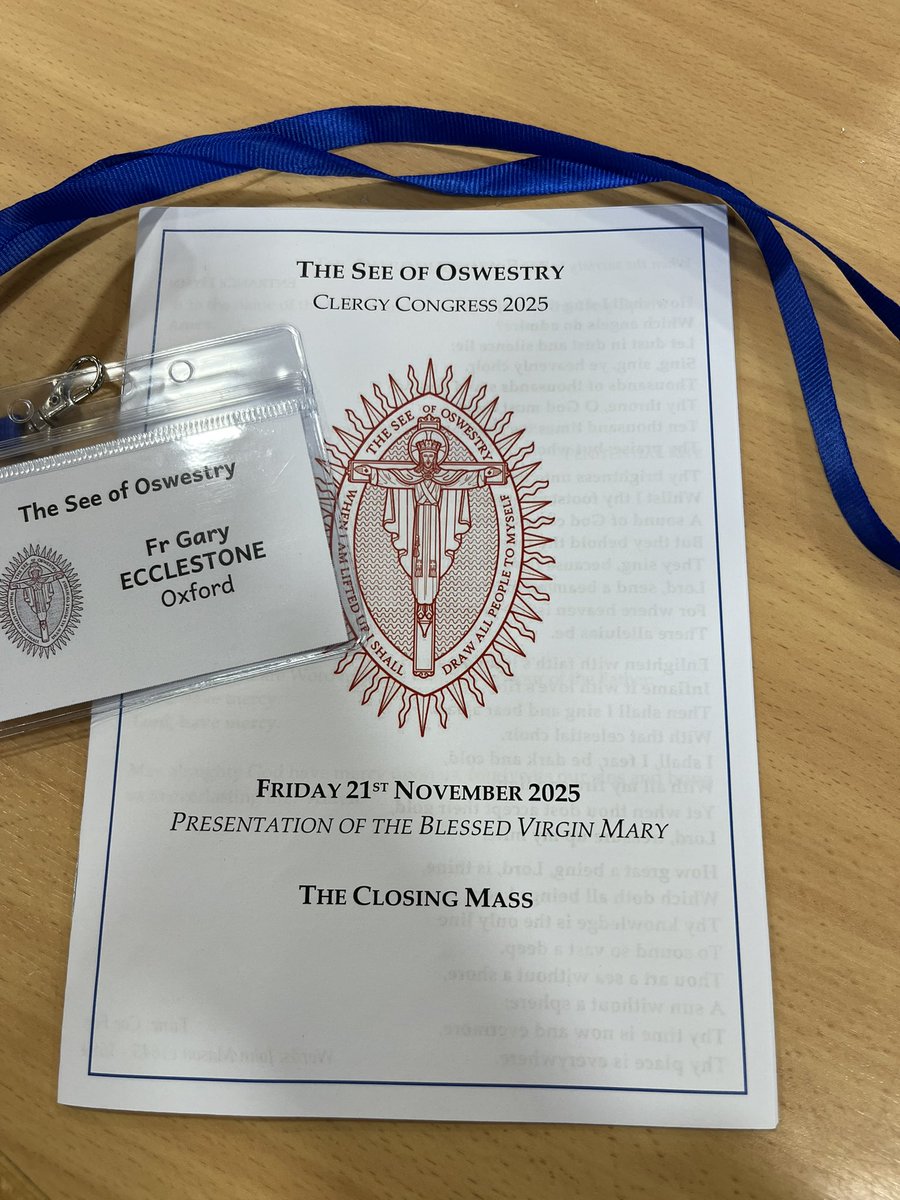 THE SEE OF OSWESTRY
CLERGY CONGRESS 2025
THE SEE OF OSWESTRY
WHEN I AM LIFTED UP I SHALL
DRAW ALL PEOPLE TO MYSELF
The See of Oswestry
Fr Gary
ECCLESTONE
Oxford
FRIDAY 21ST NOVEMBER 2025
PRESENTATION OF THE BLESSED VIRGIN MARY
THE CLOSING MASS